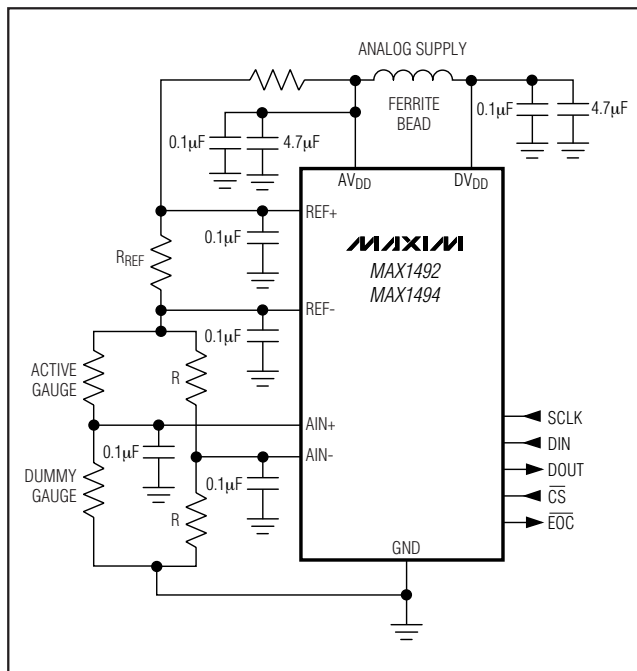 ANALOG SUPPLY
FERRITE
BEAD
0.1µF
4.7µF
0.1µF
4.7µF
AVDD
DVDD
REF+
0.1µF
MAXIM
MAX1492
MAX1494
RREF
REF-
0.1µF
ACTIVE
GAUGE
R
SCLK
AIN+
DIN
0.1µF
AIN-
DOUT
DUMMY
GAUGE
0.1µF
CS
R
EOC
GND